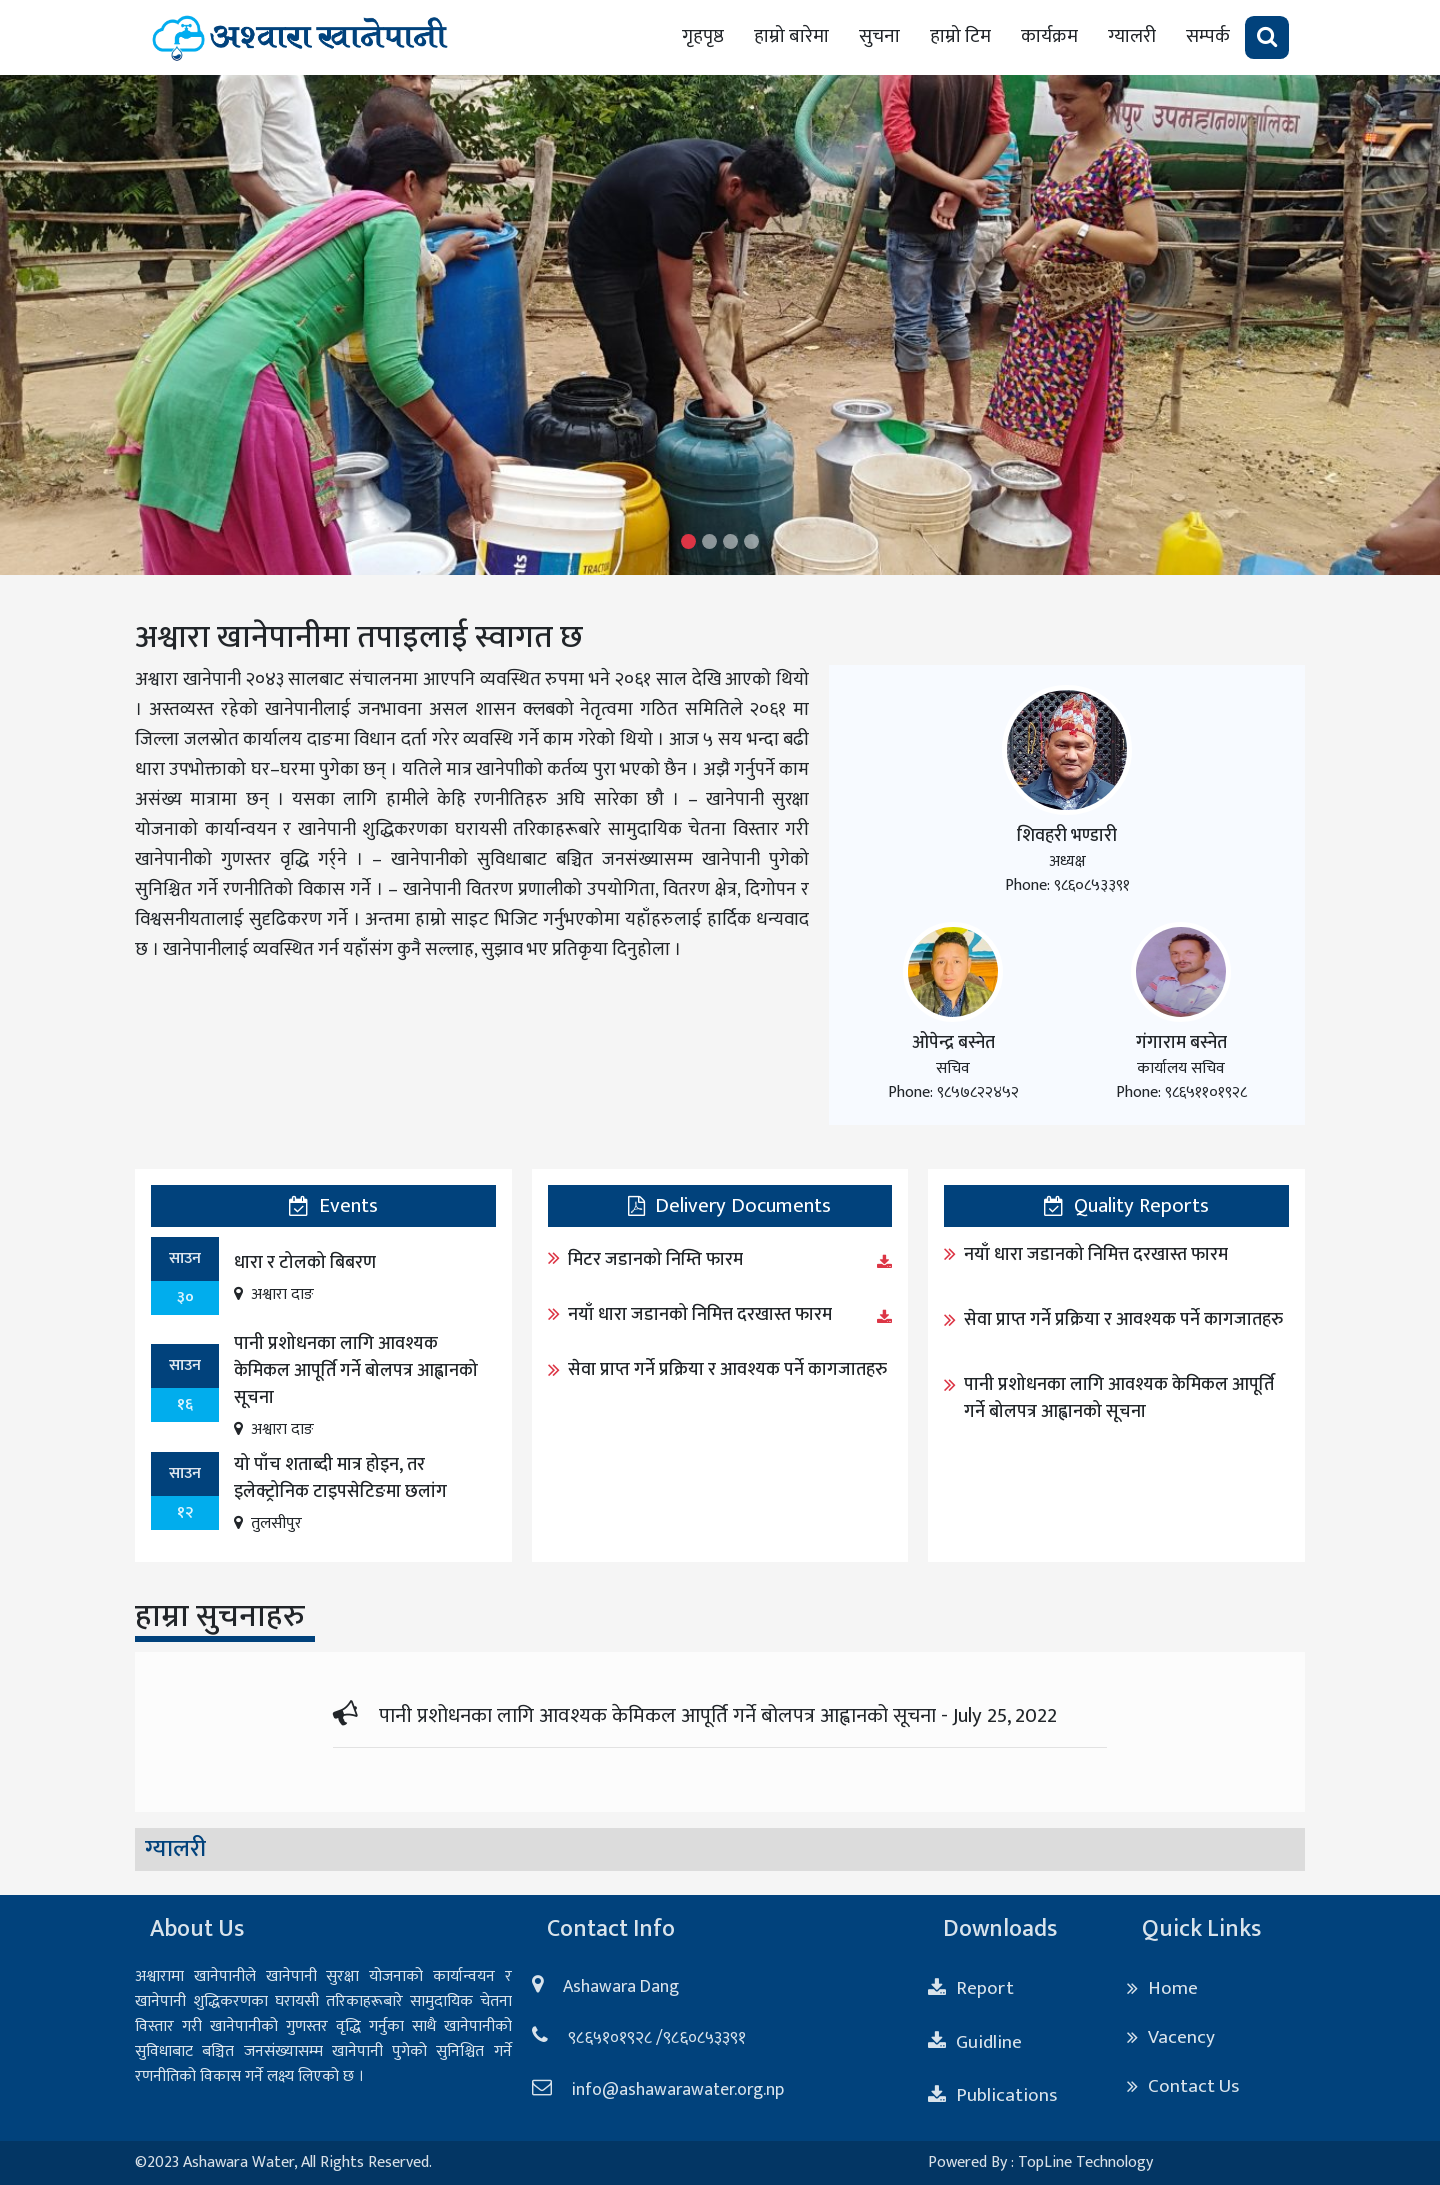 अश्वारा खानेपानी
गृहपृष्ठ हाम्रो बारेमा सुचना हाम्रो टिम कार्यक्रम ग्यालरी सम्पर्क
पुर उपमहानगरपालिका
TRACTOR
अश्वारा खानेपानीमा तपाइलाई स्वागत छ
अश्वारा खानेपानी २०४३ सालबाट संचालनमा आएपनि व्यवस्थित रुपमा भने २०६१ साल देखि आएको थियो
। अस्तव्यस्त रहेको खानेपानीलाई जनभावना असल शासन क्लबको नेतृत्वमा गठित समितिले २०६१ मा
जिल्ला जलस्रोत कार्यालय दाङमा विधान दर्ता गरेर व्यवस्थि गर्ने काम गरेको थियो । आज ५ सय भन्दा बढी
धारा उपभोक्ताको घर–घरमा पुगेका छन् । यतिले मात्र खानेपाीको कर्तव्य पुरा भएको छैन । अझै गर्नुपर्ने काम
असंख्य मात्रामा छन् । यसका लागि हामीले केहि रणनीतिहरु अघि सारेका छौ । – खानेपानी सुरक्षा
योजनाको कार्यान्वयन र खानेपानी शुद्धिकरणका घरायसी तरिकाहरूबारे सामुदायिक चेतना विस्तार गरी
खानेपानीको गुणस्तर वृद्धि गर्र्ने । – खानेपानीको सुविधाबाट बञ्चित जनसंख्यासम्म खानेपानी पुगेको
सुनिश्चित गर्ने रणनीतिको विकास गर्ने । – खानेपानी वितरण प्रणालीको उपयोगिता, वितरण क्षेत्र, दिगोपन र
विश्वसनीयतालाई सुदृढिकरण गर्ने । अन्तमा हाम्रो साइट भिजिट गर्नुभएकोमा यहाँहरुलाई हार्दिक धन्यवाद
छ । खानेपानीलाई व्यवस्थित गर्न यहाँसंग कुनै सल्लाह, सुझाव भए प्रतिकृया दिनुहोला ।
शिवहरी भण्डारी
अध्यक्ष
Phone: ९८६०८५३३९१
ओपेन्द्र बस्नेत
सचिव
Phone: ९८५७८२२४५२
गंगाराम बस्नेत
कार्यालय सचिव
Phone: ९८६५११०१९२८
Events
साउन
३०
धारा र टोलको बिबरण
अश्वारा दाङ
साउन
१६
पानी प्रशोधनका लागि आवश्यक
केमिकल आपूर्ति गर्ने बोलपत्र आह्वानको
सूचना
अश्वारा दाङ
साउन
१२
यो पाँच शताब्दी मात्र होइन, तर
इलेक्ट्रोनिक टाइपसेटिङमा छलांग
तुलसीपुर
Delivery Documents
मिटर जडानको निम्ति फारम
नयाँ धारा जडानको निमित्त दरखास्त फारम
सेवा प्राप्त गर्ने प्रक्रिया र आवश्यक पर्ने कागजातहरु
Quality Reports
नयाँ धारा जडानको निमित्त दरखास्त फारम
सेवा प्राप्त गर्ने प्रक्रिया र आवश्यक पर्ने कागजातहरु
पानी प्रशोधनका लागि आवश्यक केमिकल आपूर्ति
गर्ने बोलपत्र आह्वानको सूचना
हाम्रा सुचनाहरु
पानी प्रशोधनका लागि आवश्यक केमिकल आपूर्ति गर्ने बोलपत्र आह्वानको सूचना - July 25, 2022
ग्यालरी
About Us
अश्वारामा खानेपानीले खानेपानी सुरक्षा योजनाको कार्यान्वयन र
खानेपानी शुद्धिकरणका घरायसी तरिकाहरूबारे सामुदायिक चेतना
विस्तार गरी खानेपानीको गुणस्तर वृद्धि गर्नुका साथै खानेपानीको
सुविधाबाट बञ्चित जनसंख्यासम्म खानेपानी पुगेको सुनिश्चित गर्ने
रणनीतिको विकास गर्ने लक्ष्य लिएको छ ।
Contact Info
Ashawara Dang
९८६५१०१९२८ /९८६०८५३३९१
info@ashawarawater.org.np
Downloads
Report
Guidline
Publications
Quick Links
Home
Vacency
Contact Us
©2023 Ashawara Water, All Rights Reserved.
Powered By : TopLine Technology